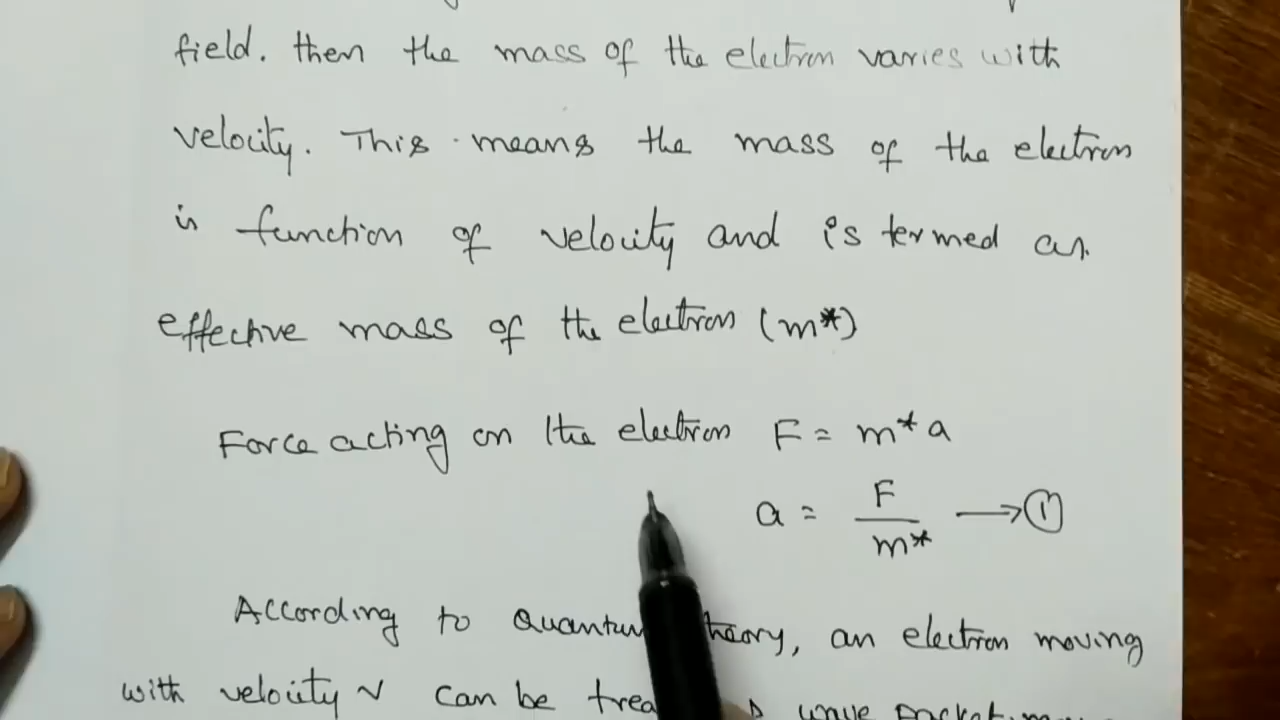 field. then the mass of the electron varies with
velocity. This means the mass of the electron
is function of velocity and is termed as
effective mass of the electron (m*)
Force acting on the electron F = m* a
a = F/m* → ①
According to Quantum theory, an electron moving
with velocity v can be wave packet